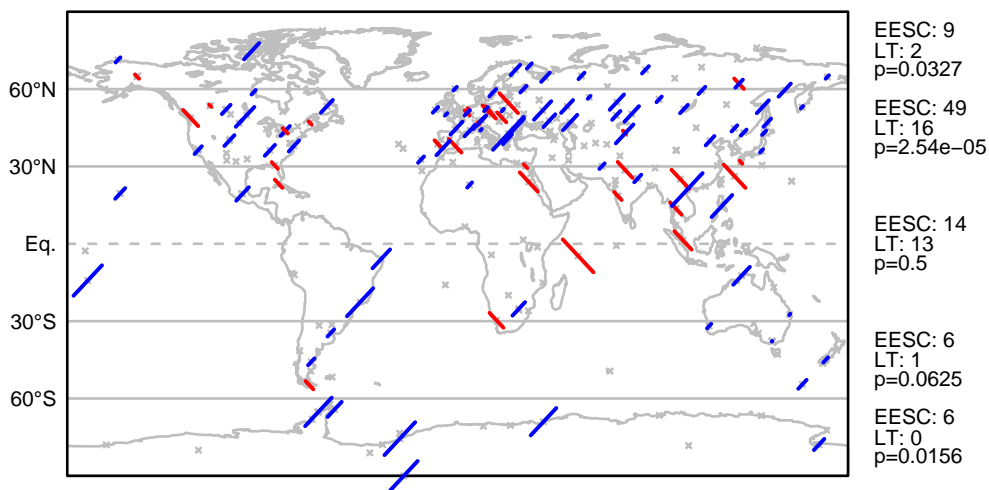 EESC: 9
LT: 2
p=0.0327
60°N
EESC: 49
LT: 16
p=2.54e−05
30°N
Eq.
EESC: 14
LT: 13
p=0.5
30°S
EESC: 6
LT: 1
p=0.0625
60°S
EESC: 6
LT: 0
p=0.0156